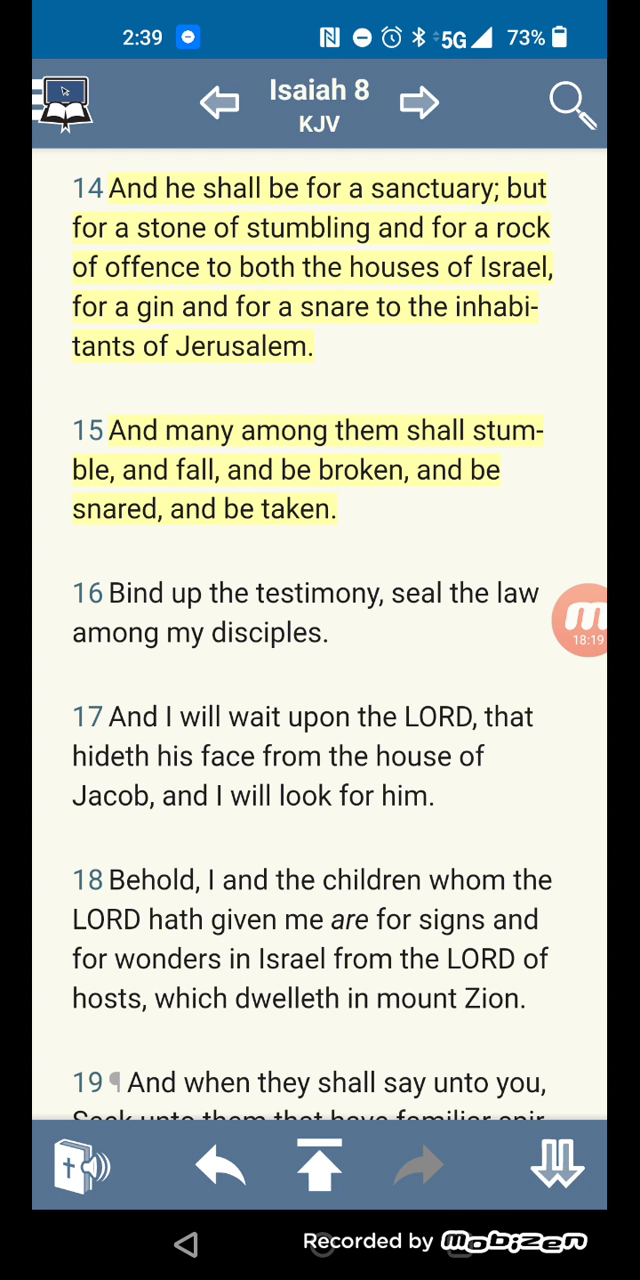 2:39 5G 73%
Isaiah 8
KJV
14 And he shall be for a sanctuary; but
for a stone of stumbling and for a rock
of offence to both the houses of Israel,
for a gin and for a snare to the inhabi-
tants of Jerusalem.
15 And many among them shall stum-
ble, and fall, and be broken, and be
snared, and be taken.
16 Bind up the testimony, seal the law
among my disciples.
m
18:19
17 And I will wait upon the LORD, that
hideth his face from the house of
Jacob, and I will look for him.
18 Behold, I and the children whom the
LORD hath given me are for signs and
for wonders in Israel from the LORD of
hosts, which dwelleth in mount Zion.
19 ¶ And when they shall say unto you,
Seek unto them that have familiar spir
Recorded by mobizen